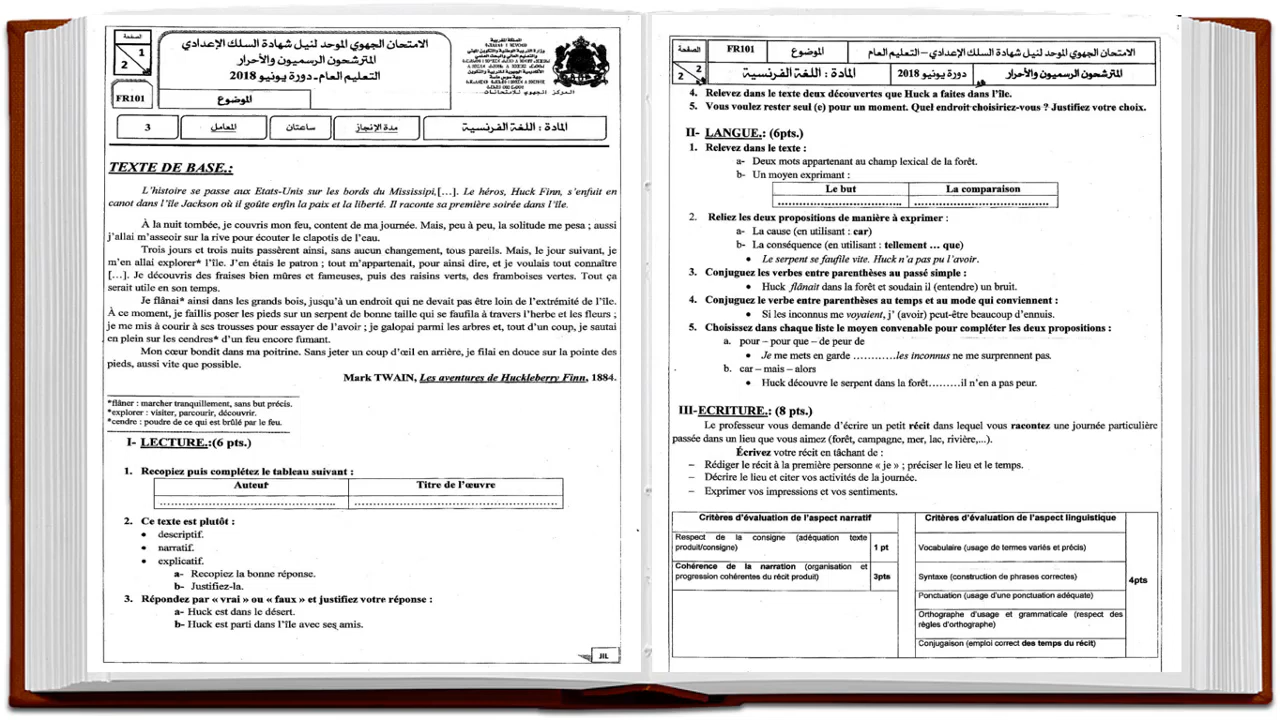 الصفحة
1
2
FR101
الامتحان الجهوي الموحد لنيل شهادة السلك الإعدادي
المترشحون الرسميون والأحرار
التعليم العام - دورة يونيو 2018
الموضوع
المملكة المغربية
المركز الجهوي للامتحانات
المادة : اللغة الفرنسية
مدة الإنجاز
ساعتان
المعامل
3
TEXTE DE BASE.:
L'histoire se passe aux Etats-Unis sur les bords du Mississipi,[…]. Le héros, Huck Finn, s'enfuit en
canot dans l'île Jackson où il goûte enfin la paix et la liberté. Il raconte sa première soirée dans l'île.
À la nuit tombée, je couvris mon feu, content de ma journée. Mais, peu à peu, la solitude me pesa ; aussi
j'allai m'asseoir sur la rive pour écouter le clapotis de l'eau.
Trois jours et trois nuits passèrent ainsi, sans aucun changement, tous pareils. Mais, le jour suivant, je
m'en allai explorer* l'île. J'en étais le patron ; tout m'appartenait, pour ainsi dire, et je voulais tout connaître
[…]. Je découvris des fraises bien mûres et fameuses, puis des raisins verts, des framboises vertes. Tout ça
serait utile en son temps.
Je flânai* ainsi dans les grands bois, jusqu'à un endroit qui ne devait pas être loin de l'extrémité de l'île.
À ce moment, je faillis poser les pieds sur un serpent de bonne taille qui se faufila à travers l'herbe et les fleurs ;
je me mis à courir à ses trousses pour essayer de l'avoir ; je galopai parmi les arbres et, tout d'un coup, je sautai
en plein sur les cendres* d'un feu encore fumant.
Mon cœur bondit dans ma poitrine. Sans jeter un coup d'œil en arrière, je filai en douce sur la pointe des
pieds, aussi vite que possible.
Mark TWAIN, Les aventures de Huckleberry Finn, 1884.
*flâner : marcher tranquillement, sans but précis.
*explorer : visiter, parcourir, découvrir.
*cendre : poudre de ce qui est brûlé par le feu.
I- LECTURE.:(6 pts.)
1. Recopiez puis complétez le tableau suivant :
Auteur Titre de l'œuvre
2. Ce texte est plutôt :
• descriptif.
• narratif.
• explicatif.
a- Recopiez la bonne réponse.
b- Justifiez-la.
3. Répondez par « vrai » ou « faux » et justifiez votre réponse :
a- Huck est dans le désert.
b- Huck est parti dans l'île avec ses amis.
JIL
الصفحة
2
2
FR101
الموضوع
الامتحان الجهوي الموحد لنيل شهادة السلك الإعدادي – التعليم العام
المادة : اللغة الفرنسية
دورة يونيو 2018
المترشحون الرسميون والأحرار
4. Relevez dans le texte deux découvertes que Huck a faites dans l'île.
5. Vous voulez rester seul (e) pour un moment. Quel endroit choisiriez-vous ? Justifiez votre choix.
II- LANGUE.: (6pts.)
1. Relevez dans le texte :
a- Deux mots appartenant au champ lexical de la forêt.
b- Un moyen exprimant :
Le but La comparaison
2. Reliez les deux propositions de manière à exprimer :
a- La cause (en utilisant : car)
b- La conséquence (en utilisant : tellement … que)
• Le serpent se faufile vite. Huck n'a pas pu l'avoir.
3. Conjuguez les verbes entre parenthèses au passé simple :
• Huck flânait dans la forêt et soudain il (entendre) un bruit.
4. Conjuguez le verbe entre parenthèses au temps et au mode qui conviennent :
• Si les inconnus me voyaient, j' (avoir) peut-être beaucoup d'ennuis.
5. Choisissez dans chaque liste le moyen convenable pour compléter les deux propositions :
a. pour – pour que – de peur de
• Je me mets en garde …………les inconnus ne me surprennent pas.
b. car – mais – alors
• Huck découvre le serpent dans la forêt………il n'en a pas peur.
III-ECRITURE.: (8 pts.)
Le professeur vous demande d'écrire un petit récit dans lequel vous racontez une journée particulière
passée dans un lieu que vous aimez (forêt, campagne, mer, lac, rivière,...).
Écrivez votre récit en tâchant de :
– Rédiger le récit à la première personne « je » ; préciser le lieu et le temps.
– Décrire le lieu et citer vos activités de la journée.
– Exprimer vos impressions et vos sentiments.
Critères d'évaluation de l'aspect narratif
Respect de la consigne (adéquation texte
produit/consigne) 1 pt
Cohérence de la narration (organisation et
progression cohérentes du récit produit) 3pts
Critères d'évaluation de l'aspect linguistique
Vocabulaire (usage de termes variés et précis)
Syntaxe (construction de phrases correctes)
4pts
Ponctuation (usage d'une ponctuation adéquate)
Orthographe d'usage et grammaticale (respect des
règles d'orthographe)
Conjugaison (emploi correct des temps du récit)